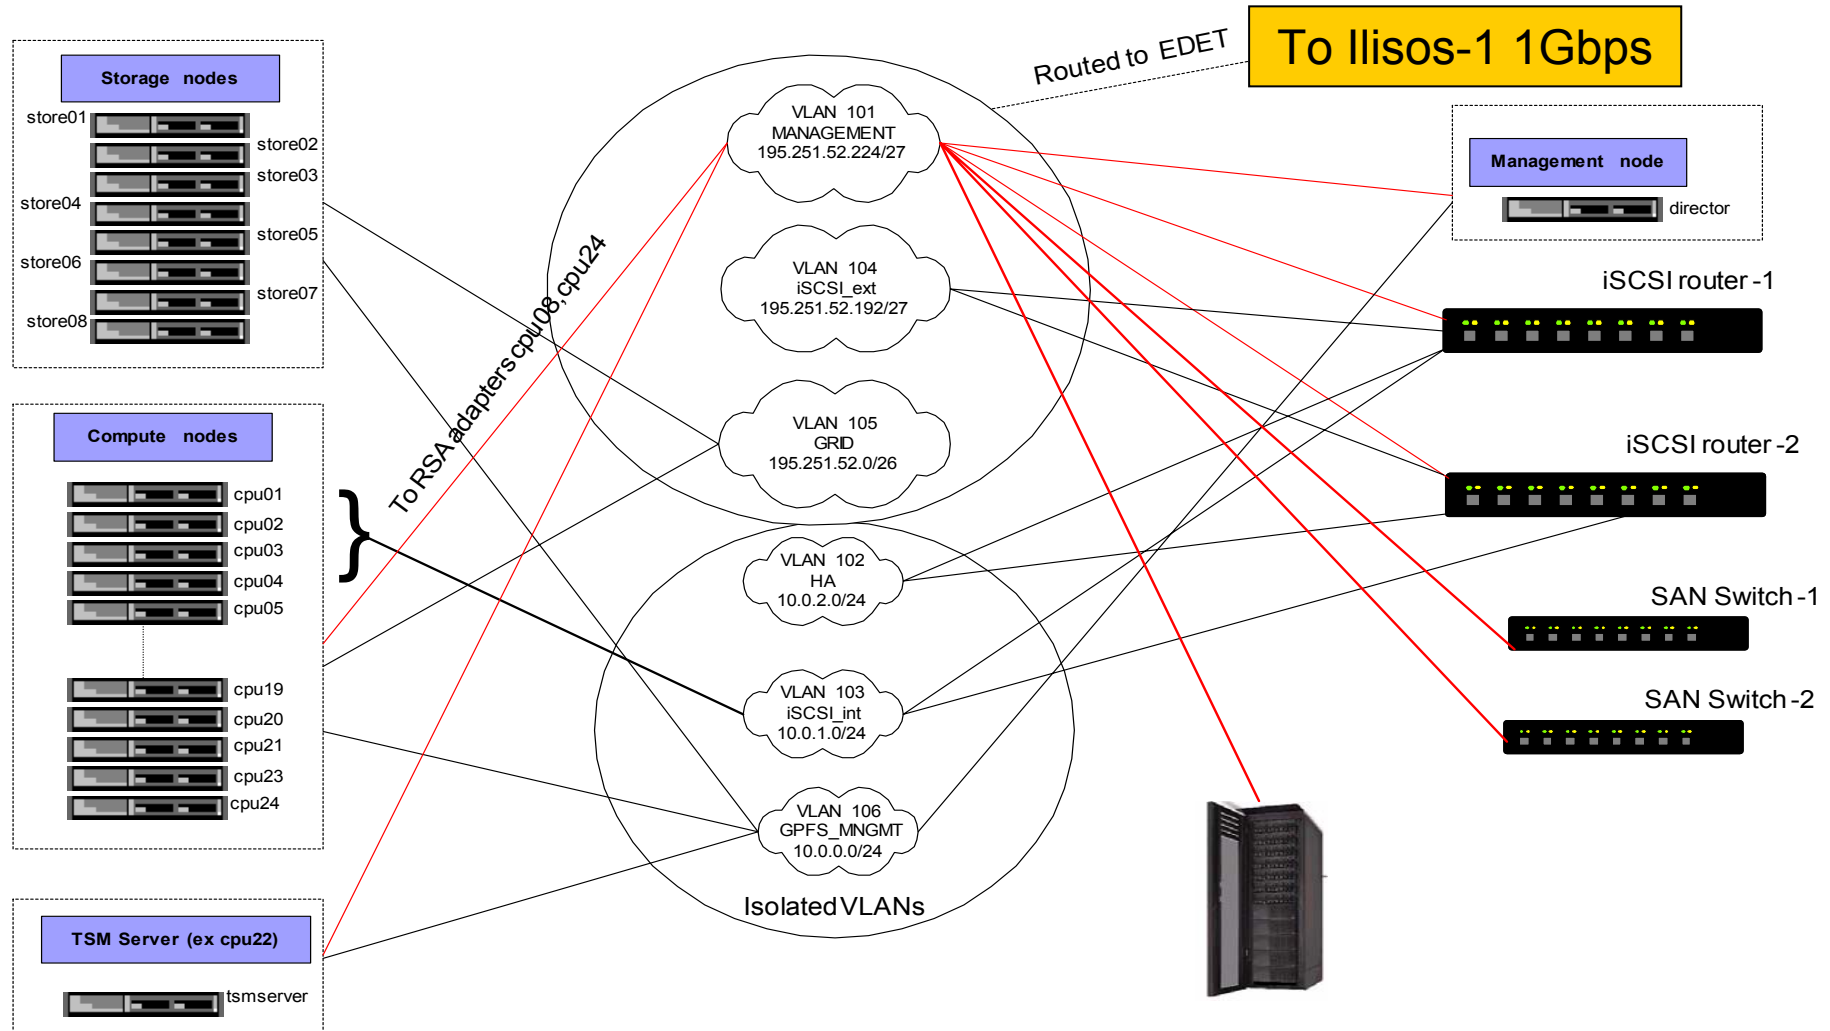 To Ilisos-1 1Gbps
Routed to EDET
Storage nodes
store01
store02
store03
store04
store05
store06
store07
store08
VLAN 101
MANAGEMENT
195.251.52.224/27
VLAN 104
iSCSI_ext
195.251.52.192/27
VLAN 105
GRID
195.251.52.0/26
Management node
director
iSCSI router-1
iSCSI router-2
SAN Switch-1
SAN Switch-2
To RSA adapters cpu08,cpu24
Compute nodes
cpu01
cpu02
cpu03
cpu04
cpu05
cpu19
cpu20
cpu21
cpu23
cpu24
VLAN 102
HA
10.0.2.0/24
VLAN 103
iSCSI_int
10.0.1.0/24
VLAN 106
GPFS_MNGMT
10.0.0.0/24
Isolated VLANs
TSM Server (ex cpu22)
tsmserver